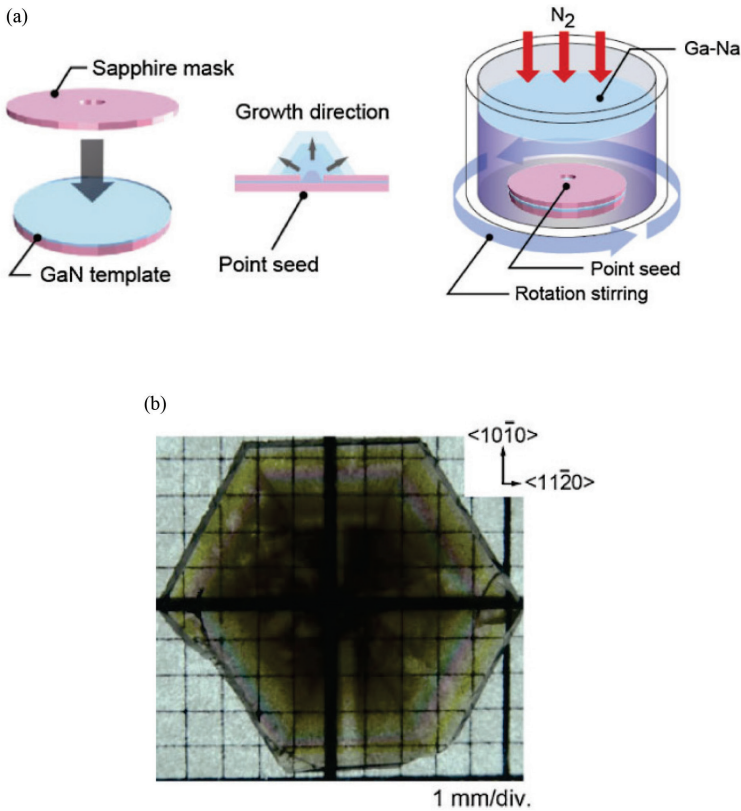 (a)
Sapphire mask
GaN template
Growth direction
Point seed
N₂
Ga-Na
Point seed
Rotation stirring
(b)
<101̄0>
<112̄0>
1 mm/div.